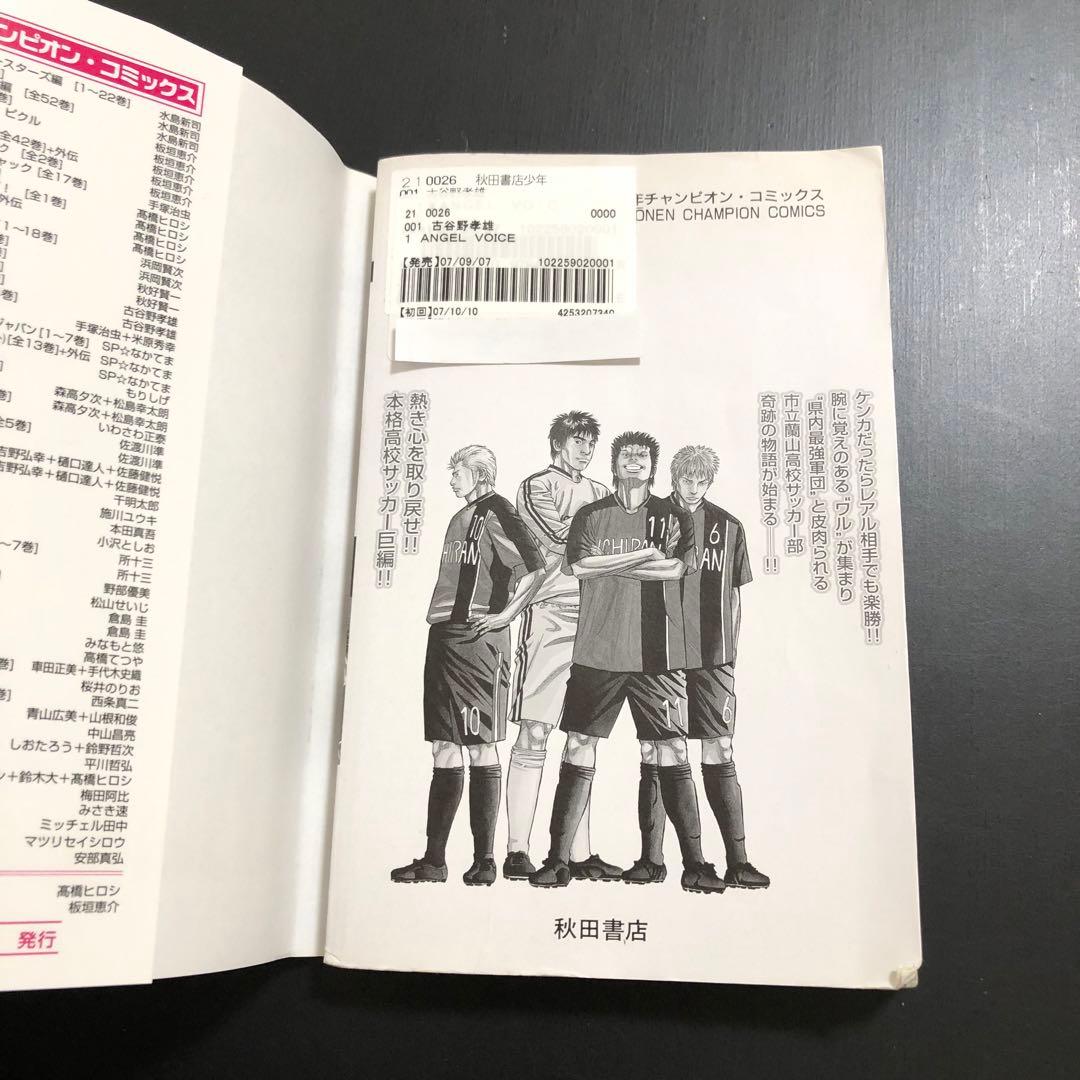 ンピオン・コミックス
ースターズ編 [1〜22巻]
水島新司
編 [全52巻]
水島新司
水島新司
ピクル
板垣恵介
全42巻]+外伝
板垣恵介
ク [全2巻]
板垣恵介
ャック [全17巻]
板垣恵介
！ [全1巻]
手塚治虫
外伝
髙橋ヒロシ
髙橋ヒロシ
1〜18巻]
髙橋ヒロシ
浜岡賢次
浜岡賢次
秋好賢一
秋好賢一
古谷野孝雄
古谷野孝雄
手塚治虫+米原秀幸
ジャパン[1〜7巻] SP☆なかてま
)[全13巻]+外伝 SP☆なかてま
SP☆なかてま
もりしげ
森高夕次+松島幸太朗
森高夕次+松島幸太朗
いわさわ正泰
全5巻]
佐渡川準
佐渡川準
吉野弘幸+樋口達人+佐藤健悦
吉野弘幸+樋口達人+佐藤健悦
千明太郎
施川ユウキ
本田真吾
〜7巻]
小沢としお
所十三
所十三
野部優美
松山せいじ
倉島 圭
倉島 圭
みなもと悠
髙橋てつや
巻] 車田正美+手代木史織
桜井のりお
巻] 西条真二
青山広美+山根和俊
中山昌亮
しおたろう+鈴野哲次
平川哲弘
ン+鈴木大+髙橋ヒロシ
梅田阿比
みさき速
ミッチェル田中
マツリセイシロウ
安部真弘
髙橋ヒロシ
板垣恵介
発行
21 0026 秋田書店少年
001 古谷野孝雄
21 0026 0000
001 古谷野孝雄
1 ANGEL VOICE
【発売】07/09/07 102259020001
【初回】07/10/10 4253207340
年チャンピオン・コミックス
ONEN CHAMPION COMICS
ケンカだったらレアル相手でも楽勝!!
腕に覚えのある“ワル”が集まり
“県内最強軍団”と皮肉られる
市立蘭山高校サッカー部
奇跡の物語が始まる――!!
熱き心を取り戻せ!!
本格高校サッカー巨編!!
10
ICHIRAN
11
6
RAN
10
11
6
秋田書店